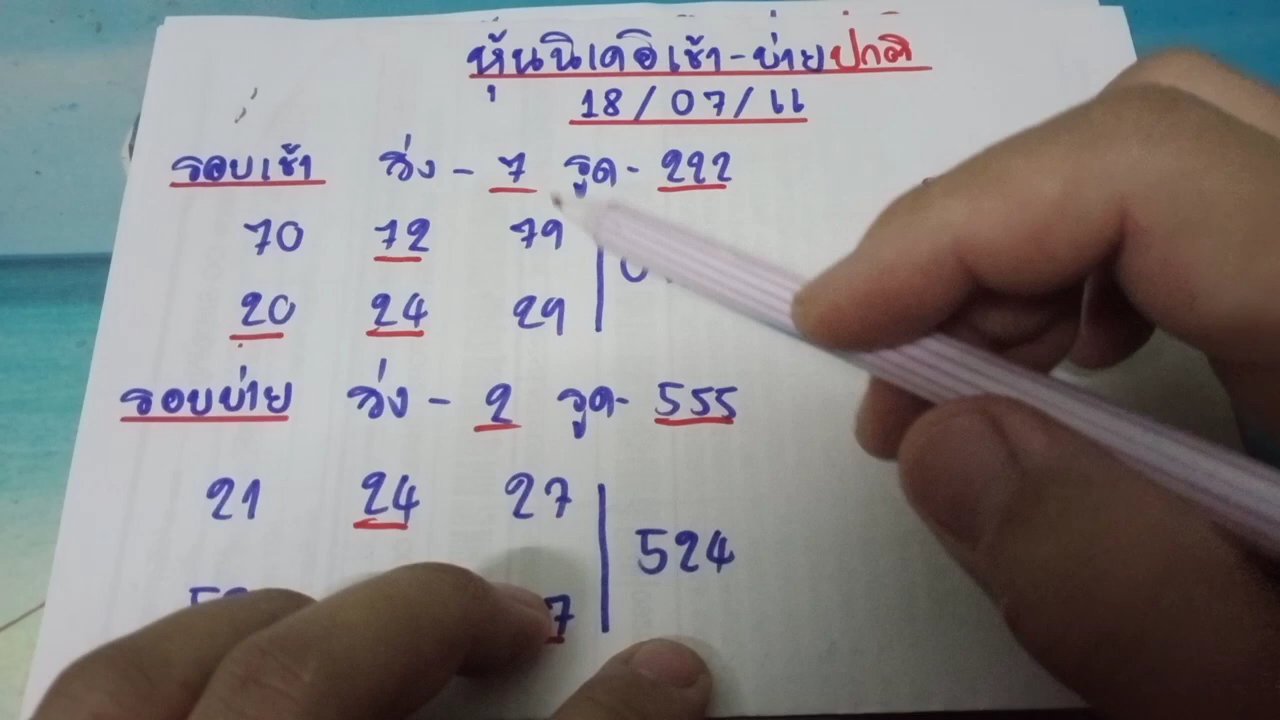 หุ้นนิเคอิเช้า-บ่ายปกติ
18/07/
รอบเช้า วิ่ง - 7 รูด - 222
70 72 79
20 24 29
รอบบ่าย วิ่ง - 2 รูด - 555
21 24 27
524